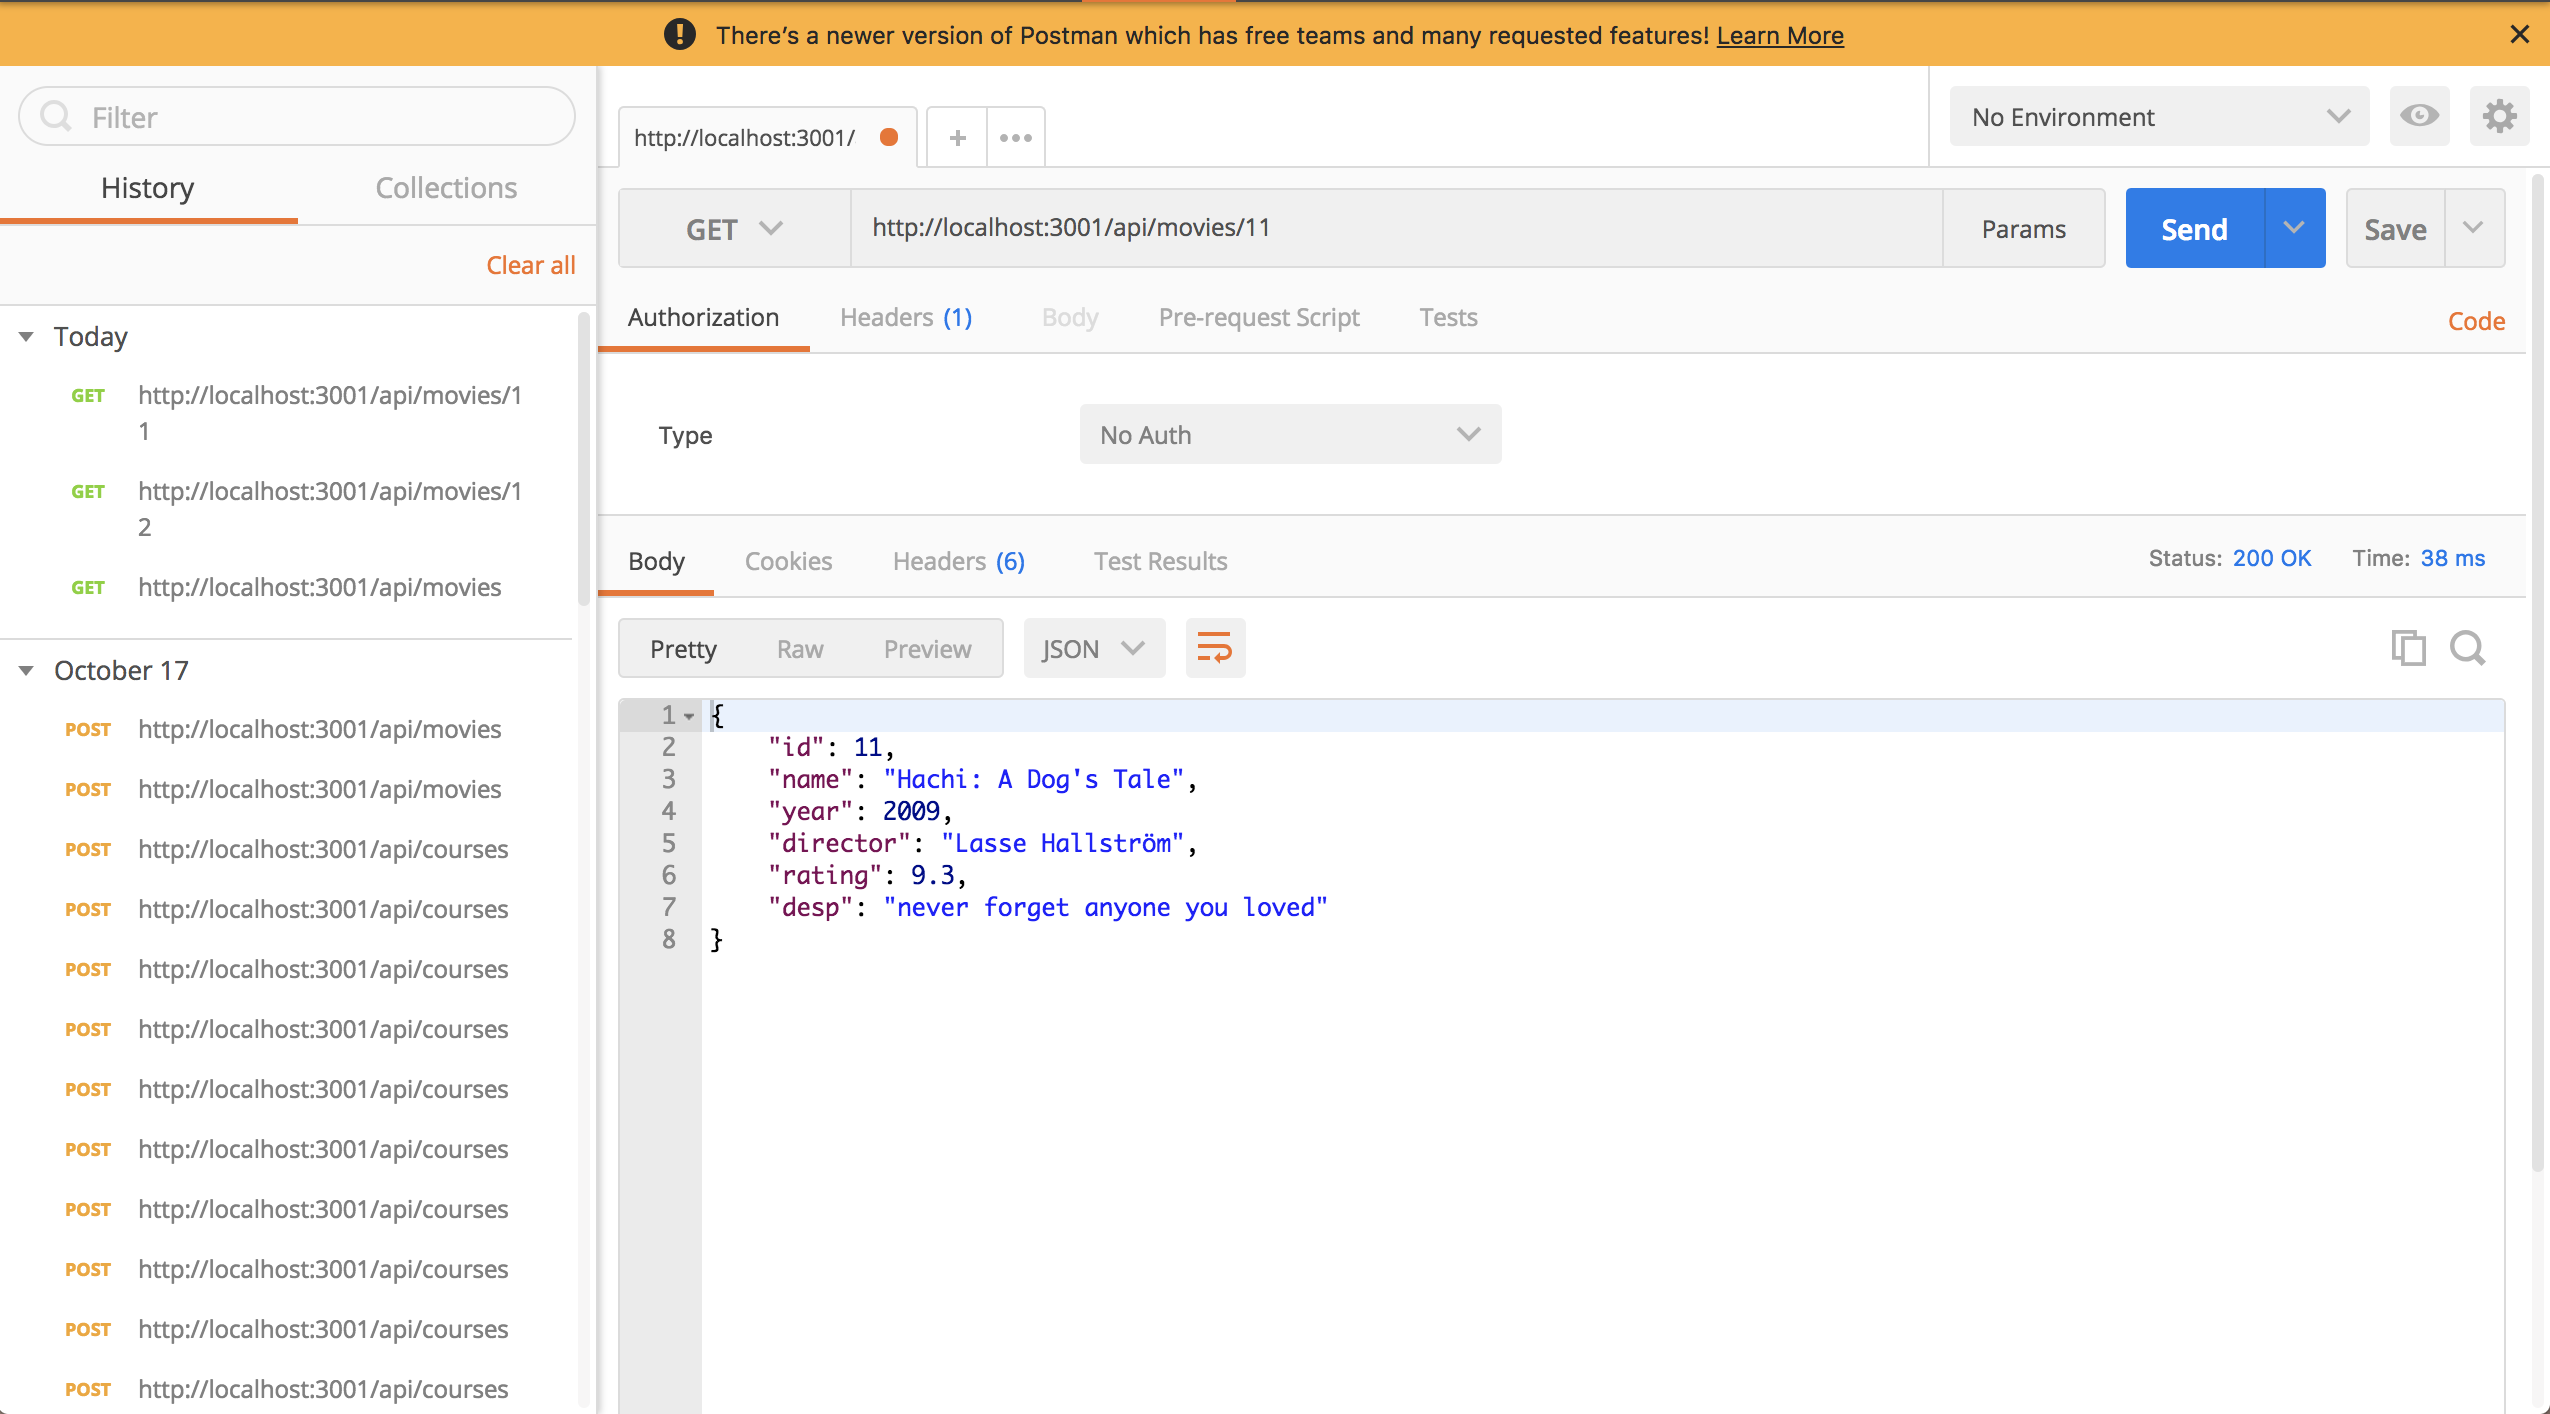 There's a newer version of Postman which has free teams and many requested features! Learn More
Filter
History Collections
Clear all
Today
GET http://localhost:3001/api/movies/1
1
GET http://localhost:3001/api/movies/1
2
GET http://localhost:3001/api/movies
October 17
POST http://localhost:3001/api/movies
POST http://localhost:3001/api/movies
POST http://localhost:3001/api/courses
POST http://localhost:3001/api/courses
POST http://localhost:3001/api/courses
POST http://localhost:3001/api/courses
POST http://localhost:3001/api/courses
POST http://localhost:3001/api/courses
POST http://localhost:3001/api/courses
POST http://localhost:3001/api/courses
POST http://localhost:3001/api/courses
POST http://localhost:3001/api/courses
http://localhost:3001/
No Environment
GET http://localhost:3001/api/movies/11 Params Send Save
Authorization Headers (1) Body Pre-request Script Tests Code
Type No Auth
Body Cookies Headers (6) Test Results Status: 200 OK Time: 38 ms
Pretty Raw Preview JSON
1 {
2 "id": 11,
3 "name": "Hachi: A Dog's Tale",
4 "year": 2009,
5 "director": "Lasse Hallström",
6 "rating": 9.3,
7 "desp": "never forget anyone you loved"
8 }